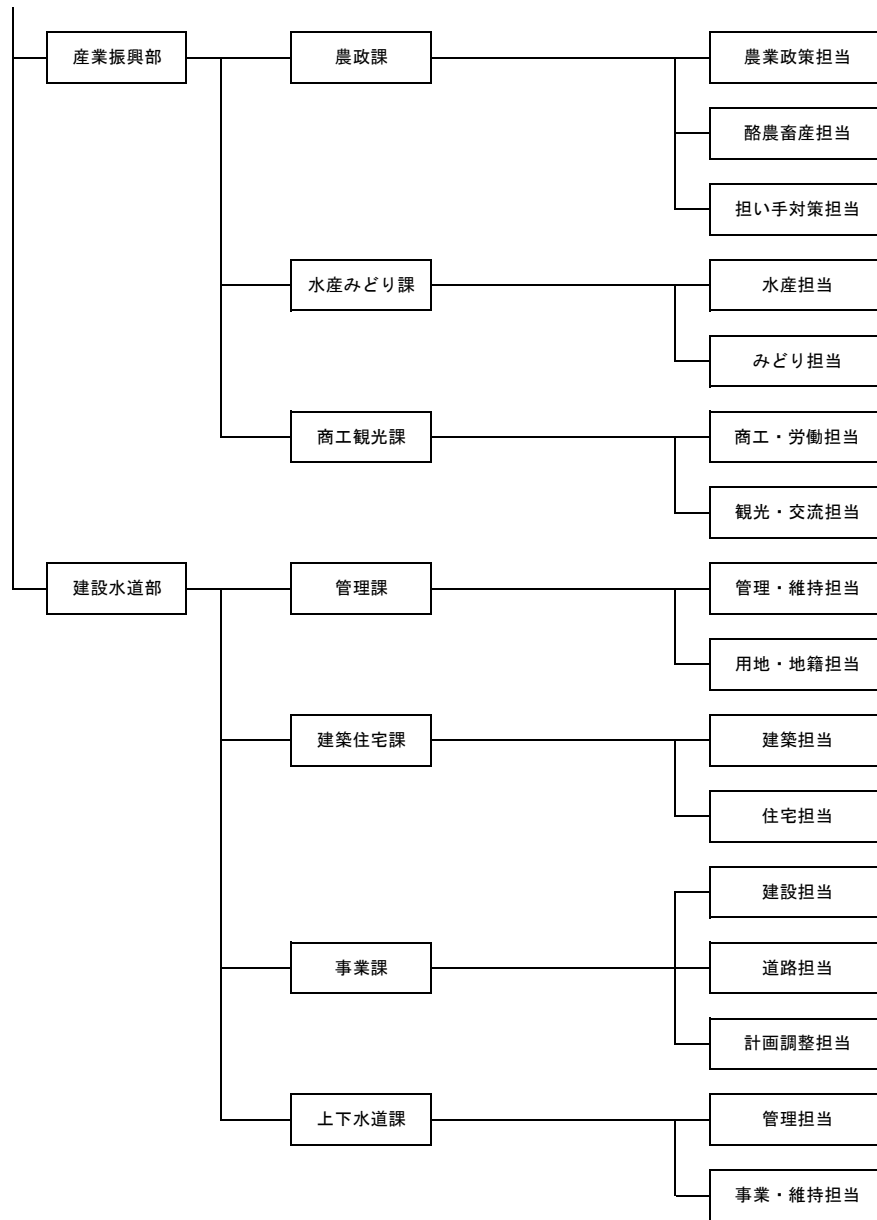 産業振興部
農政課
農業政策担当
酪農畜産担当
担い手対策担当
水産みどり課
水産担当
みどり担当
商工観光課
商工・労働担当
観光・交流担当
建設水道部
管理課
管理・維持担当
用地・地籍担当
建築住宅課
建築担当
住宅担当
事業課
建設担当
道路担当
計画調整担当
上下水道課
管理担当
事業・維持担当